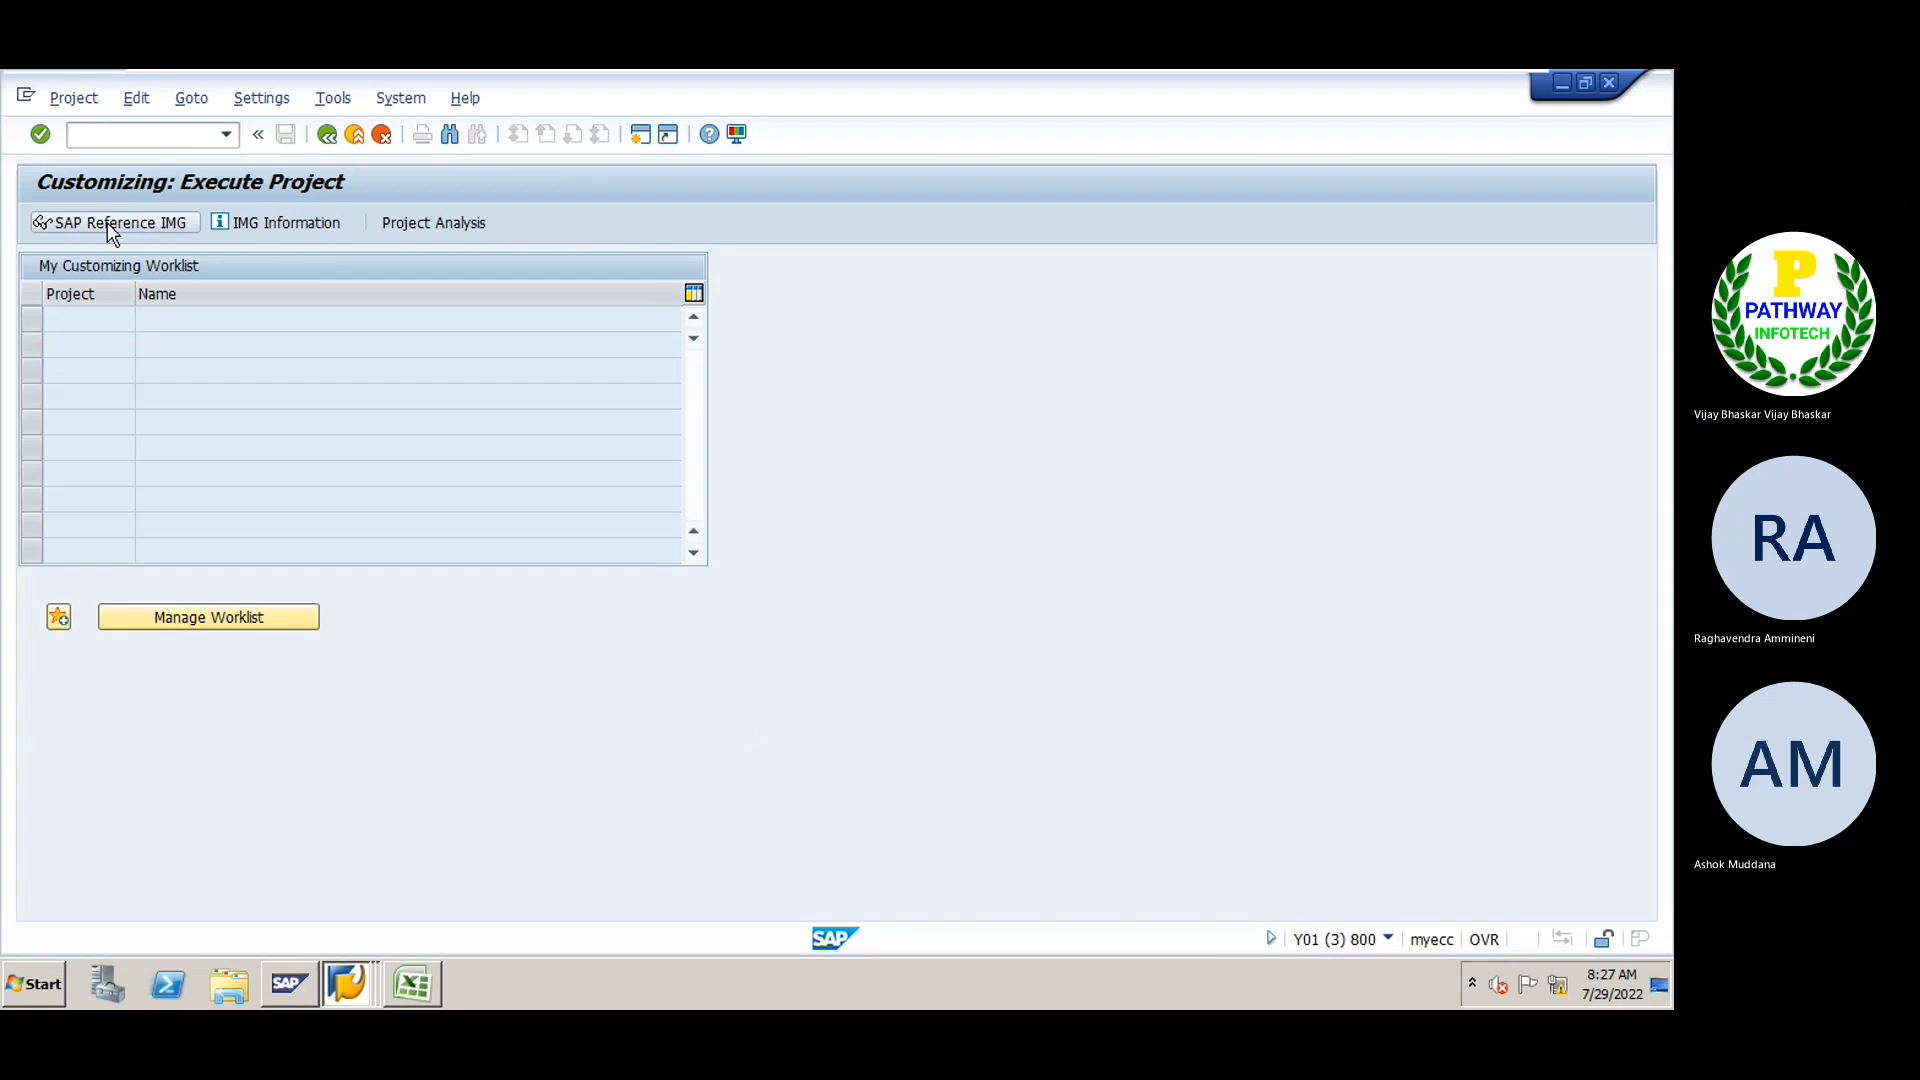 Project Edit Goto Settings Tools System Help
Customizing: Execute Project
SAP Reference IMG IMG Information Project Analysis
My Customizing Worklist
Project Name
Manage Worklist
SAP Y01 (3) 800 myecc OVR
Start SAP 8:27 AM
7/29/2022
P
PATHWAY
INFOTECH
Vijay Bhaskar Vijay Bhaskar
RA
Raghavendra Ammineni
AM
Ashok Muddana